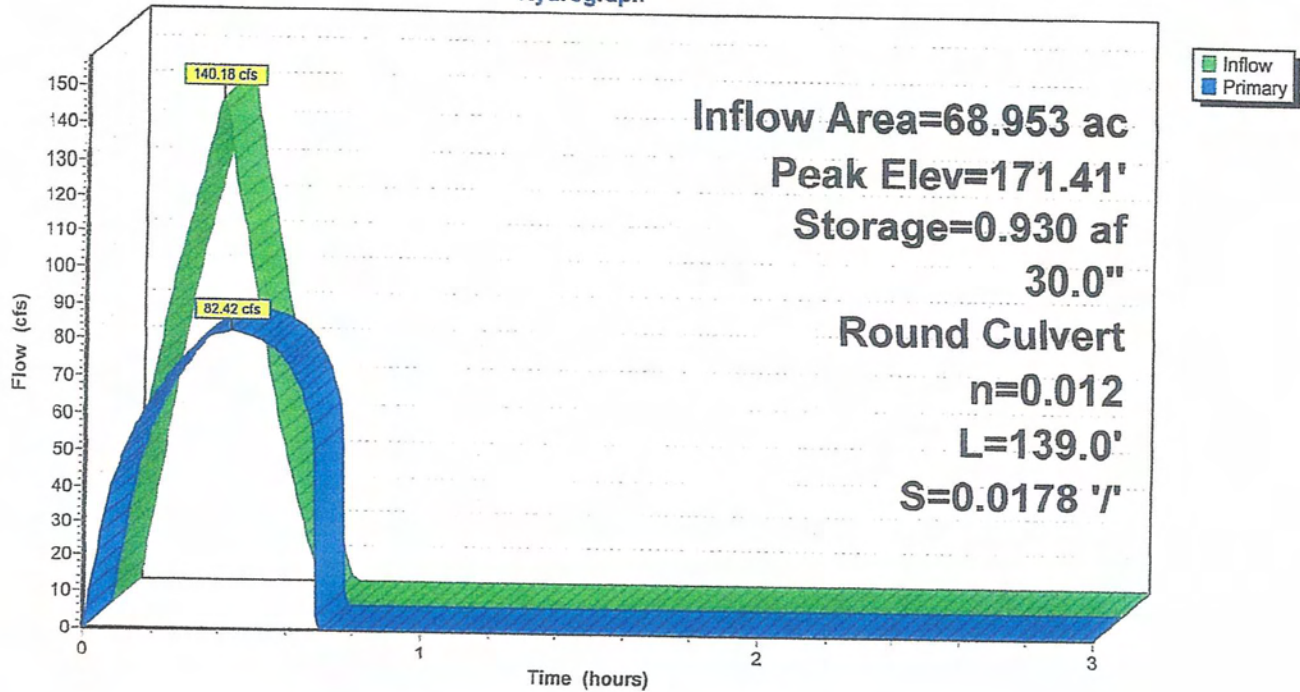 Inflow
Primary
140.18 cfs
82.42 cfs
Inflow Area=68.953 ac
Peak Elev=171.41'
Storage=0.930 af
30.0"
Round Culvert
n=0.012
L=139.0'
S=0.0178 '/'
Flow (cfs)
150
140
130
120
110
100
90
80
70
60
50
40
30
20
10
0
0
1
2
3
Time (hours)